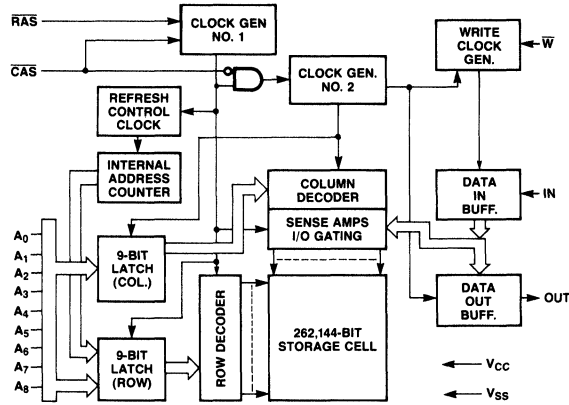 RAS
CLOCK GEN
NO. 1
WRITE
CLOCK
GEN.
W
CAS
CLOCK GEN.
NO. 2
REFRESH
CONTROL
CLOCK
INTERNAL
ADDRESS
COUNTER
COLUMN
DECODER
DATA
IN
BUFF.
IN
SENSE AMPS
I/O GATING
A0
A1
A2
A3
A4
A5
A6
A7
A8
9-BIT
LATCH
(COL.)
9-BIT
LATCH
(ROW)
ROW DECODER
262,144-BIT
STORAGE CELL
DATA
OUT
BUFF.
OUT
VCC
VSS